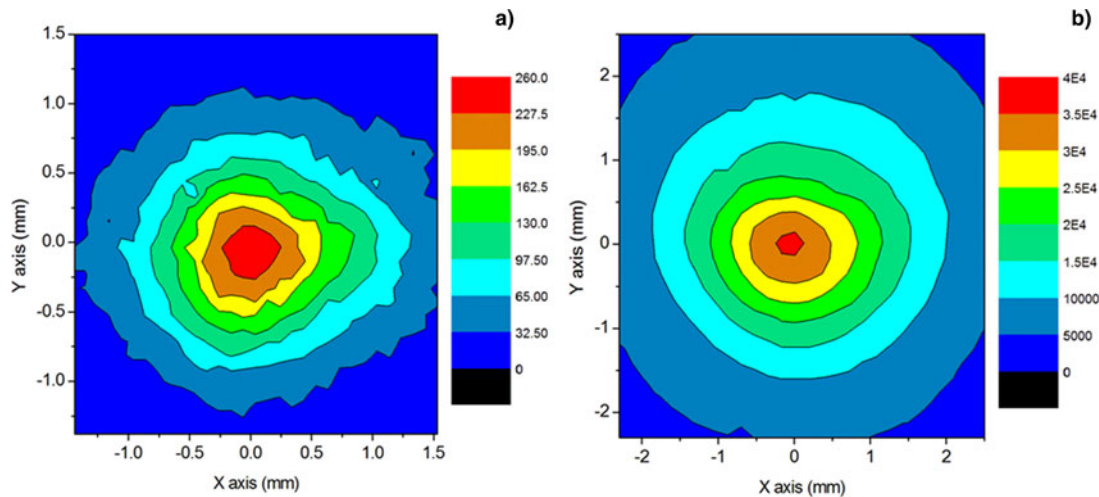 a)
1.5
1.0
0.5
0.0
-0.5
-1.0
Y axis (mm)
-1.0 -0.5 0.0 0.5 1.0 1.5
X axis (mm)
260.0
227.5
195.0
162.5
130.0
97.50
65.00
32.50
0
b)
2
1
0
-1
-2
Y axis (mm)
-2 -1 0 1 2
X axis (mm)
4E4
3.5E4
3E4
2.5E4
2E4
1.5E4
10000
5000
0